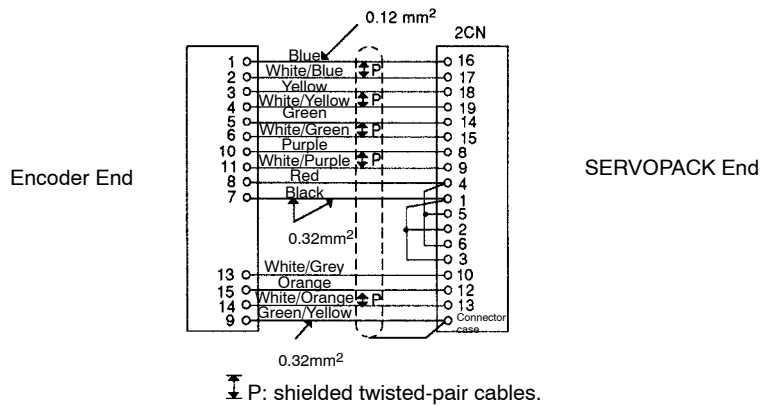 0.12 mm²
2CN
1 Blue 16
2 White/Blue P 17
3 Yellow 18
4 White/Yellow P 19
5 Green 14
6 White/Green P 15
10 Purple 8
11 White/Purple P 9
8 Red 4
7 Black 1
5
2
6
3
Encoder End
SERVOPACK End
0.32mm²
13 White/Grey 10
15 Orange 12
14 White/Orange P 13
9 Green/Yellow Connector case
0.32mm²
P: shielded twisted-pair cables.